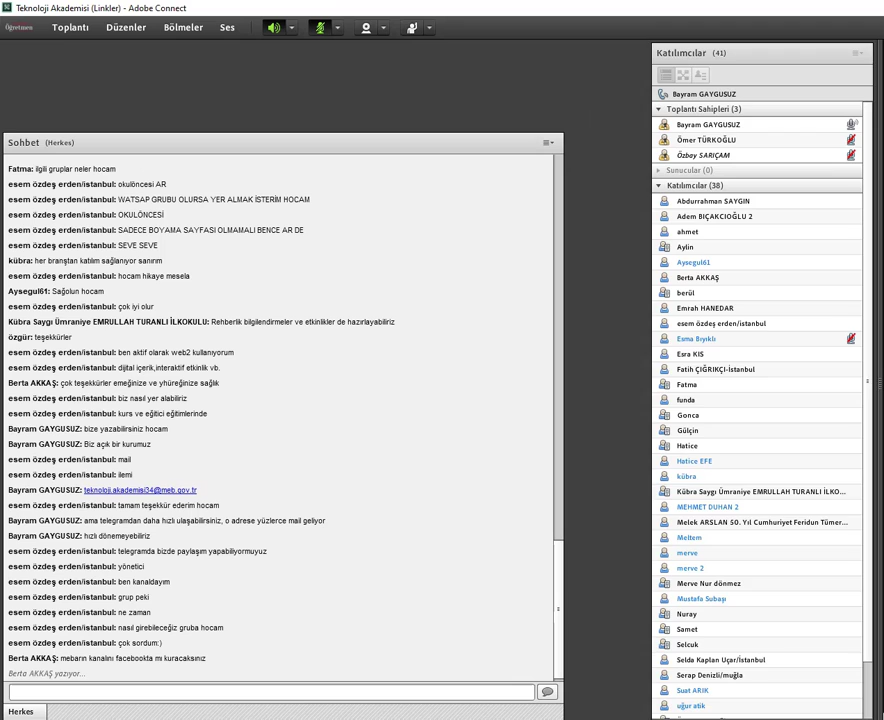 Teknoloji Akademisi (Linkler) - Adobe Connect
Öğretmen Toplantı Düzenler Bölmeler Ses
Sohbet (Herkes)
Fatma: ilgili gruplar neler hocam
esem özdeş erden/istanbul: okulöncesi AR
esem özdeş erden/istanbul: WATSAP GRUBU OLURSA YER ALMAK İSTERİM HOCAM
esem özdeş erden/istanbul: OKULÖNCESİ
esem özdeş erden/istanbul: SADECE BOYAMA SAYFASI OLMAMALI BENCE AR DE
esem özdeş erden/istanbul: SEVE SEVE
kübra: her branştan katılım sağlanıyor sanırım
esem özdeş erden/istanbul: hocam hikaye mesela
Aysegul61: Sağolun hocam
esem özdeş erden/istanbul: çok iyi olur
Kübra Saygı Ümraniye EMRULLAH TURANLI İLKOKULU: Rehberlik bilgilendirmeler ve etkinlikler de hazırlayabiliriz
özgür: teşekkürler
esem özdeş erden/istanbul: ben aktif olarak web2 kullanıyorum
esem özdeş erden/istanbul: dijital içerik,interaktif etkinlik vb.
Berta AKKAŞ: çok teşekkürler emeğinize ve yhüreğinize sağlık
esem özdeş erden/istanbul: biz nasıl yer alabiliriz
esem özdeş erden/istanbul: kurs ve eğitici eğitimlerinde
Bayram GAYGUSUZ: bize yazabilirsiniz hocam
Bayram GAYGUSUZ: Biz açık bir kurumuz
esem özdeş erden/istanbul: mail
esem özdeş erden/istanbul: ilemi
Bayram GAYGUSUZ: teknoloji.akademisi34@meb.gov.tr
esem özdeş erden/istanbul: tamam teşekkür ederim hocam
Bayram GAYGUSUZ: ama telegramdan daha hızlı ulaşabilirsınız, o adrese yüzlerce mail geliyor
Bayram GAYGUSUZ: hızlı dönemeyebiliriz
esem özdeş erden/istanbul: telegramda bizde paylaşım yapabiliyormuyuz
esem özdeş erden/istanbul: yönetici
esem özdeş erden/istanbul: ben kanaldayım
esem özdeş erden/istanbul: grup peki
esem özdeş erden/istanbul: ne zaman
esem özdeş erden/istanbul: nasıl girebileceğiz gruba hocam
esem özdeş erden/istanbul: çok sordum:)
Berta AKKAŞ: mebarın kanalını facebookta mı kuracaksınız
Berta AKKAŞ yazıyor...
Herkes
Katılımcılar (41)
Bayram GAYGUSUZ
Toplantı Sahipleri (3)
Bayram GAYGUSUZ
Ömer TÜRKOĞLU
Özbay SARIÇAM
Sunucular (0)
Katılımcılar (38)
Abdurrahman SAYGIN
Adem BIÇAKCIOĞLU 2
ahmet
Aylin
Aysegul61
Berta AKKAŞ
berül
Emrah HANEDAR
esem özdeş erden/istanbul
Esma Bıyıklı
Esra KIS
Fatih ÇIĞRIKÇI-İstanbul
Fatma
funda
Gonca
Gülçin
Hatice
Hatice EFE
kübra
Kübra Saygı Ümraniye EMRULLAH TURANLI İLKO...
MEHMET DUHAN 2
Melek ARSLAN 50. Yıl Cumhuriyet Feridun Tümer...
Meltem
merve
merve 2
Merve Nur dönmez
Mustafa Subaşı
Nuray
Samet
Selcuk
Selda Kaplan Uçar/İstanbul
Serap Denizli/muğla
Suat ARIK
uğur atik